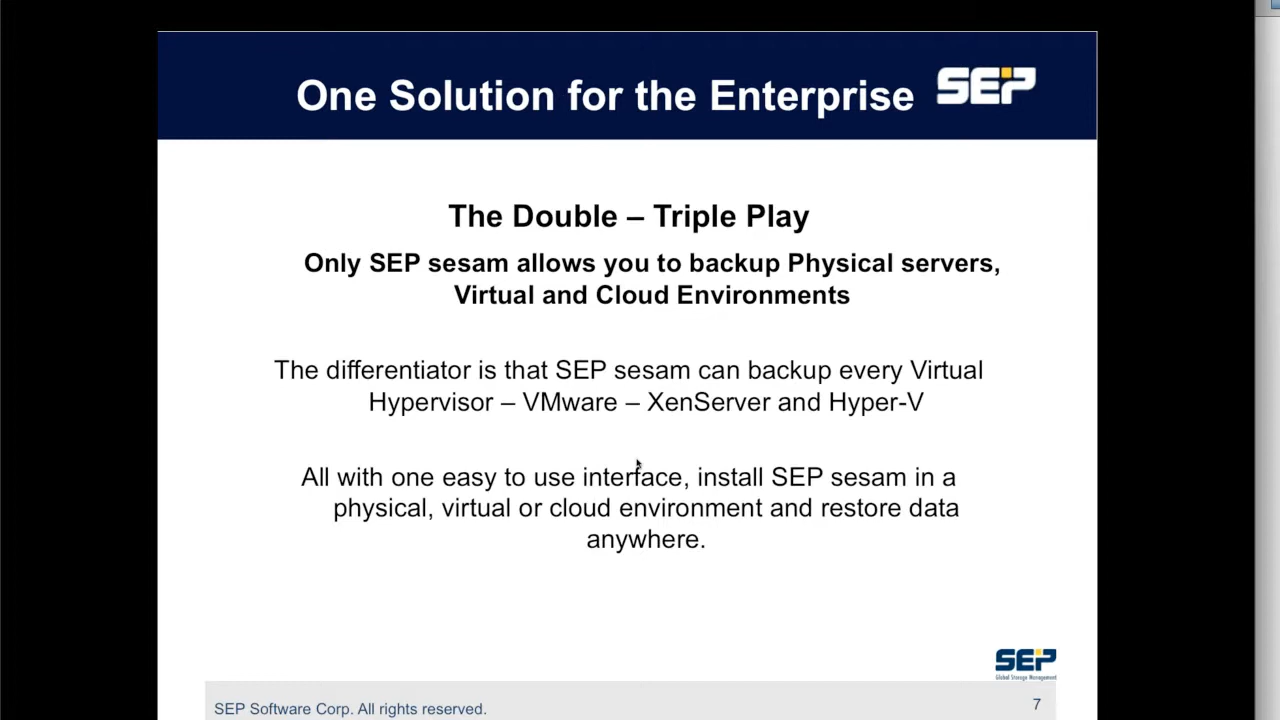 One Solution for the Enterprise
SEP
The Double – Triple Play
Only SEP sesam allows you to backup Physical servers,
Virtual and Cloud Environments
The differentiator is that SEP sesam can backup every Virtual
Hypervisor – VMware – XenServer and Hyper-V
All with one easy to use interface, install SEP sesam in a
physical, virtual or cloud environment and restore data
anywhere.
SEP
Global Storage Management
SEP Software Corp. All rights reserved.
7